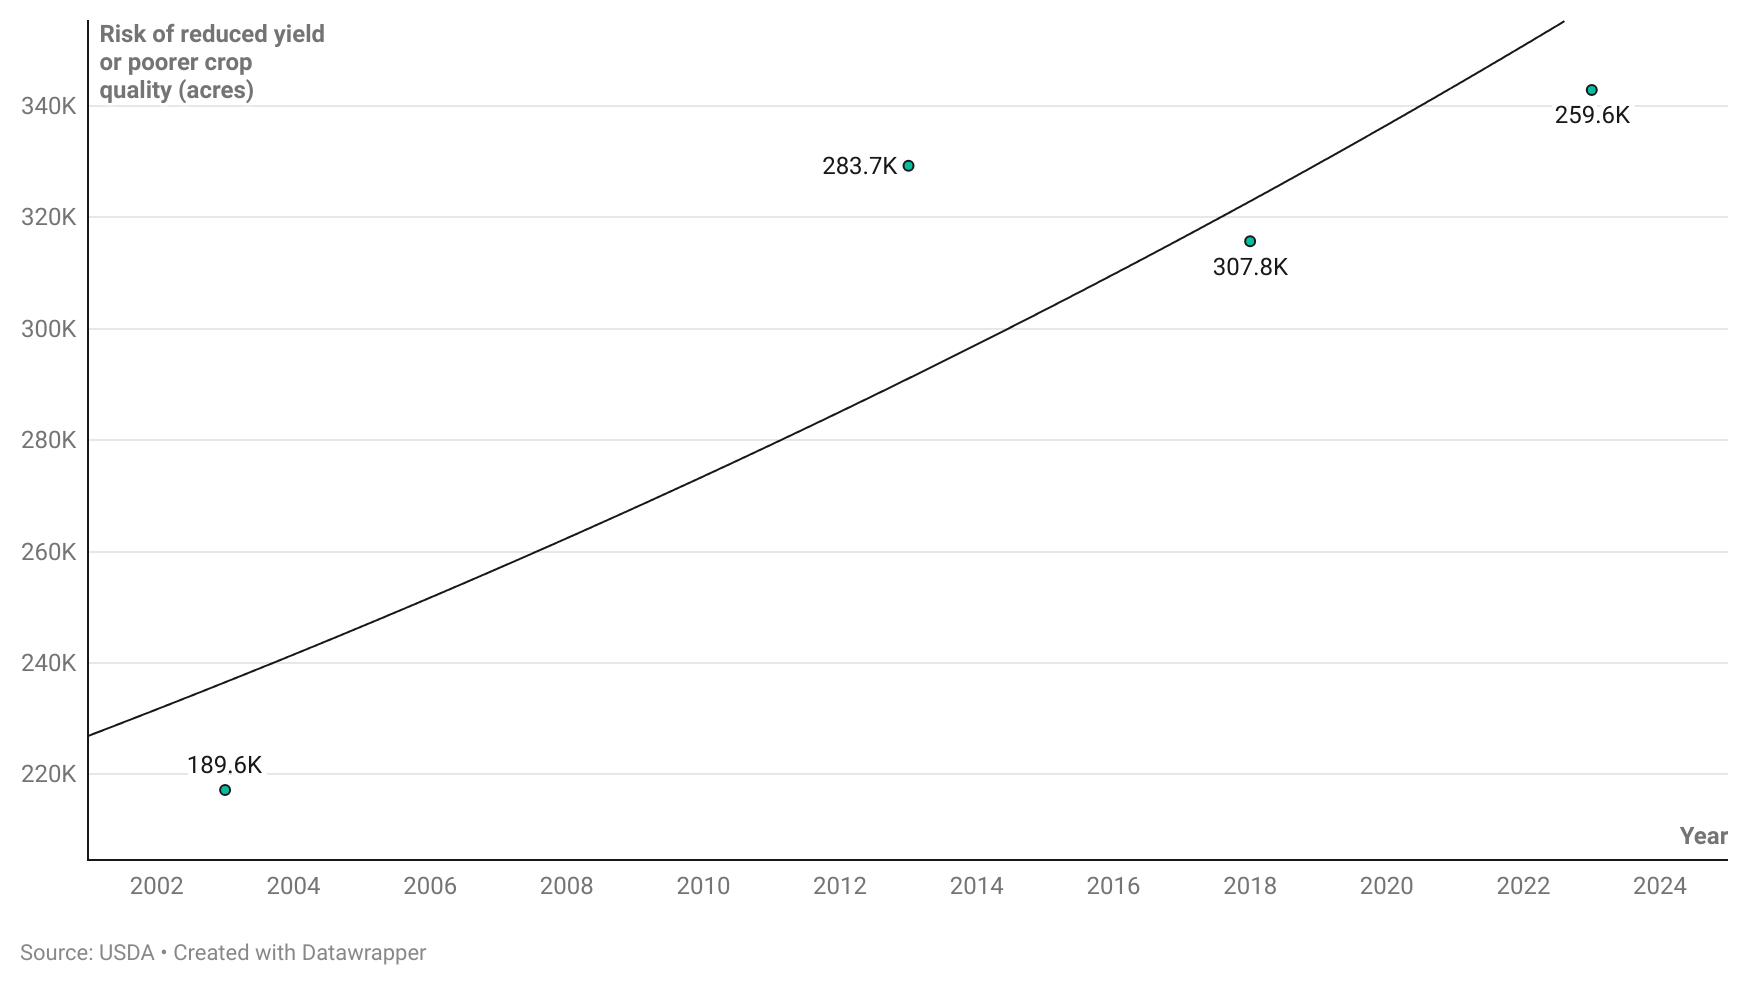 Risk of reduced yield
or poorer crop
quality (acres)
340K
259.6K
283.7K
320K
307.8K
300K
280K
260K
240K
189.6K
220K
Year
2002 2004 2006 2008 2010 2012 2014 2016 2018 2020 2022 2024
Source: USDA • Created with Datawrapper